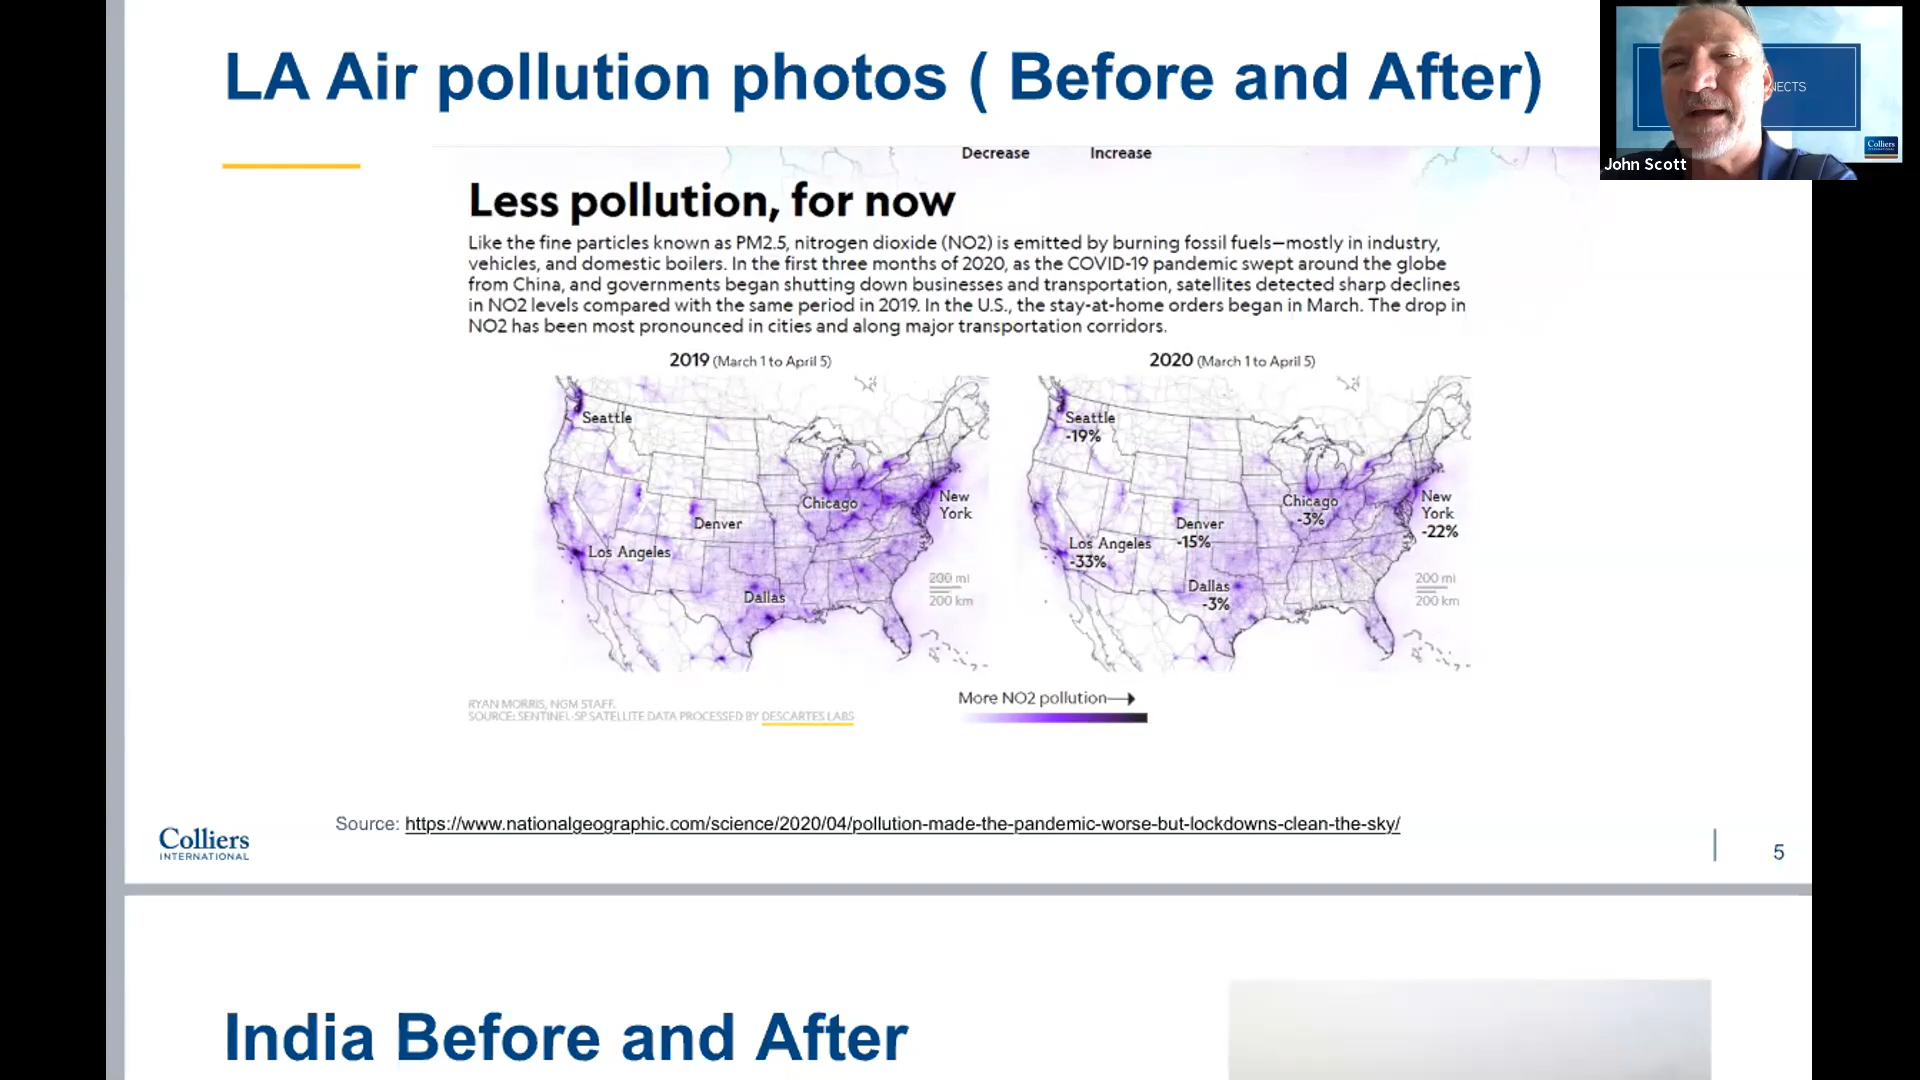 LA Air pollution photos ( Before and After)
NECTS
Colliers
INTERNATIONAL
John Scott
Decrease Increase
Less pollution, for now
Like the fine particles known as PM2.5, nitrogen dioxide (NO2) is emitted by burning fossil fuels—mostly in industry,
vehicles, and domestic boilers. In the first three months of 2020, as the COVID-19 pandemic swept around the globe
from China, and governments began shutting down businesses and transportation, satellites detected sharp declines
in NO2 levels compared with the same period in 2019. In the U.S., the stay-at-home orders began in March. The drop in
NO2 has been most pronounced in cities and along major transportation corridors.
2019 (March 1 to April 5)
Seattle
Chicago
New
York
Denver
Los Angeles
Dallas
200 mi
200 km
2020 (March 1 to April 5)
Seattle
-19%
Chicago
-3%
New
York
-22%
Denver
-15%
Los Angeles
-33%
Dallas
-3%
200 mi
200 km
More NO2 pollution
RYAN MORRIS, NGM STAFF.
SOURCE: SENTINEL-5P SATELLITE DATA PROCESSED BY DESCARTES LABS
Source: https://www.nationalgeographic.com/science/2020/04/pollution-made-the-pandemic-worse-but-lockdowns-clean-the-sky/
Colliers
INTERNATIONAL
5
India Before and After